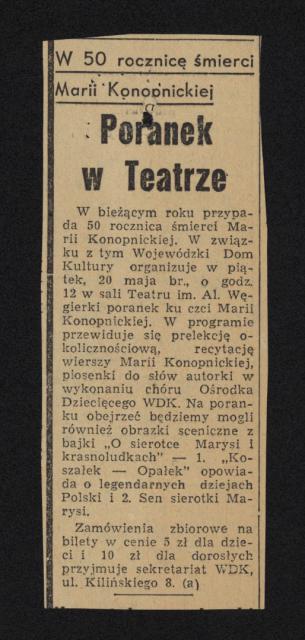 W 50 rocznicę śmierci
Marii Konopnickiej
Poranek
w Teatrze
W bieżącym roku przypa-
da 50 rocznica śmierci Ma-
rii Konopnickiej. W związ-
ku z tym Wojewódzki Dom
Kultury organizuje w pią-
tek, 20 maja br., o godz.
12 w sali Teatru im. Al. Wę-
gierki poranek ku czci Marii
Konopnickiej. W programie
przewiduje się prelekcję o-
kolicznościową, recytację
wierszy Marii Konopnickiej,
piosenki do słów autorki w
wykonaniu chóru Ośrodka
Dziecięcego WDK. Na poran-
ku obejrzeć będziemy mogli
również obrazki sceniczne z
bajki „O sierotce Marysi i
krasnoludkach" — 1. „Ko-
szałek — Opałek" opowia-
da o legendarnych dziejach
Polski i 2. Sen sierotki Ma-
rysi.
Zamówienia zbiorowe na
bilety w cenie 5 zł dla dzie-
ci i 10 zł dla dorosłych
przyjmuje sekretariat WDK,
ul. Kilińskiego 8. (a)